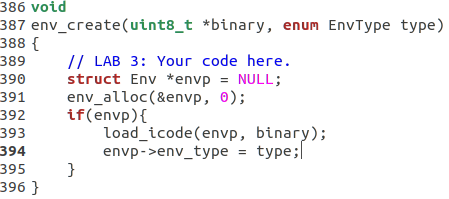 386 void
387 env_create(uint8_t *binary, enum EnvType type)
388 {
389     // LAB 3: Your code here.
390     struct Env *envp = NULL;
391     env_alloc(&envp, 0);
392     if(envp){
393         load_icode(envp, binary);
394         envp->env_type = type;
395     }
396 }